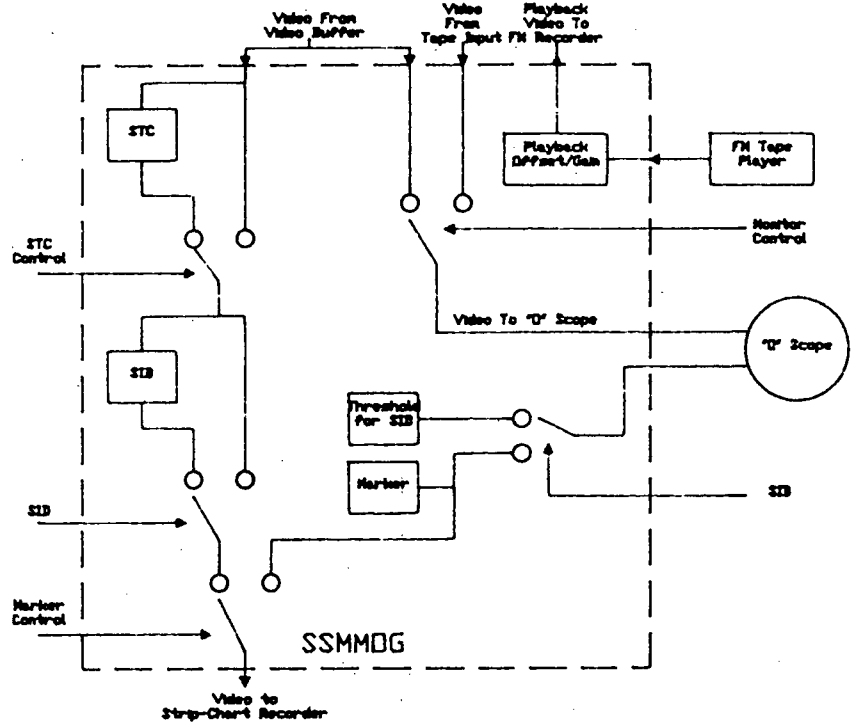 Video From
Video Buffer
Video
From
Tape Input
Playback
Video To
FM Recorder
STC
Playback
Offset/Gain
FM Tape
Player
STC
Control
Monitor
Control
Video To "O" Scope
"O" Scope
SIB
Threshold
for SIB
Marker
SIB
SIB
Marker
Control
SSMMOG
Video to
Strip-Chart Recorder